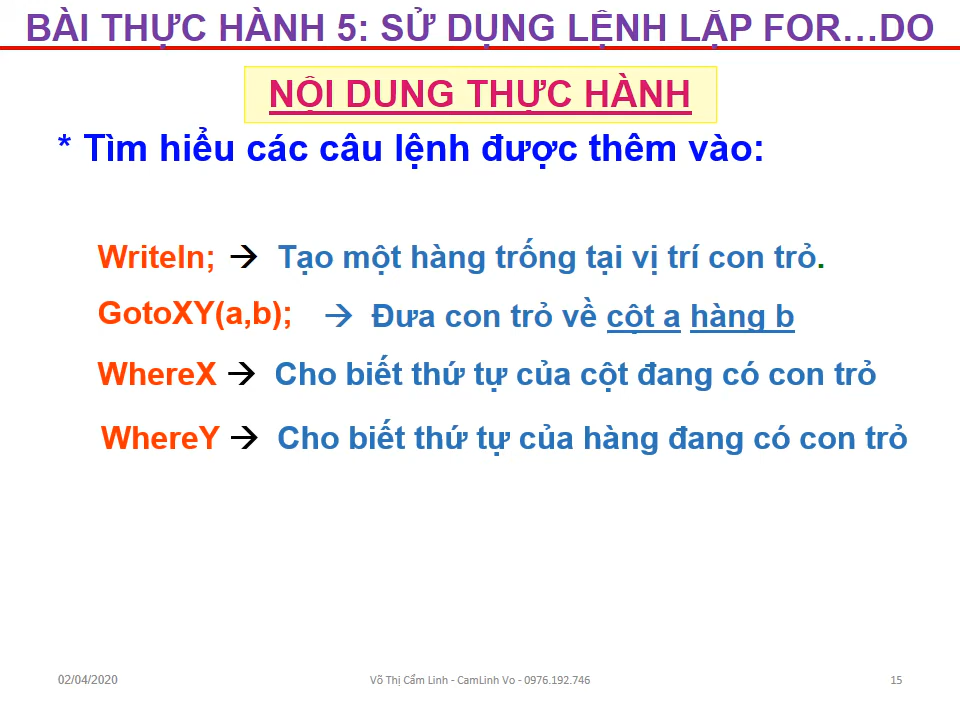 BÀI THỰC HÀNH 5: SỬ DỤNG LỆNH LẶP FOR…DO
NỘI DUNG THỰC HÀNH
* Tìm hiểu các câu lệnh được thêm vào:
Writeln; → Tạo một hàng trống tại vị trí con trỏ.
GotoXY(a,b); → Đưa con trỏ về cột a hàng b
WhereX → Cho biết thứ tự của cột đang có con trỏ
WhereY → Cho biết thứ tự của hàng đang có con trỏ
02/04/2020 Võ Thị Cẩm Linh - CamLinh Vo - 0976.192.746 15